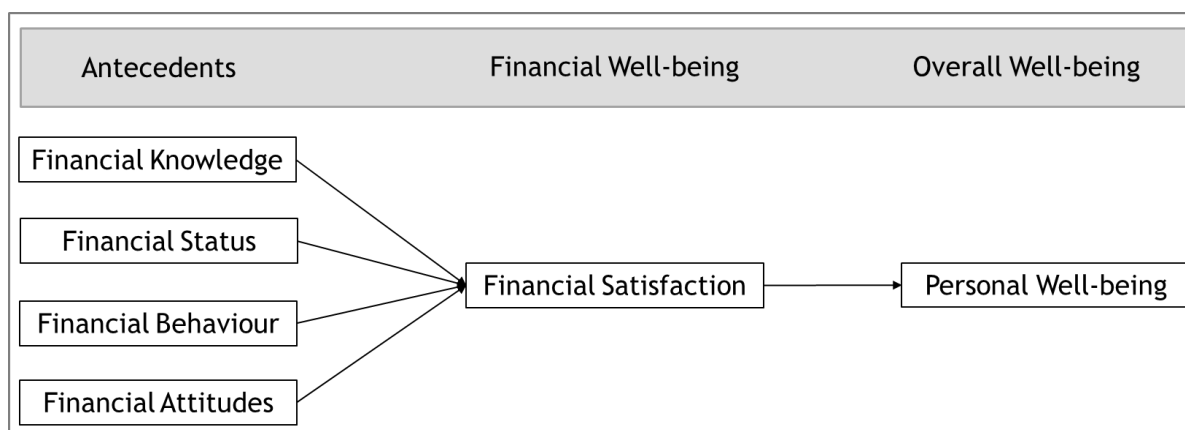 Antecedents
Financial Well-being
Overall Well-being
Financial Knowledge
Financial Status
Financial Behaviour
Financial Attitudes
Financial Satisfaction
Personal Well-being